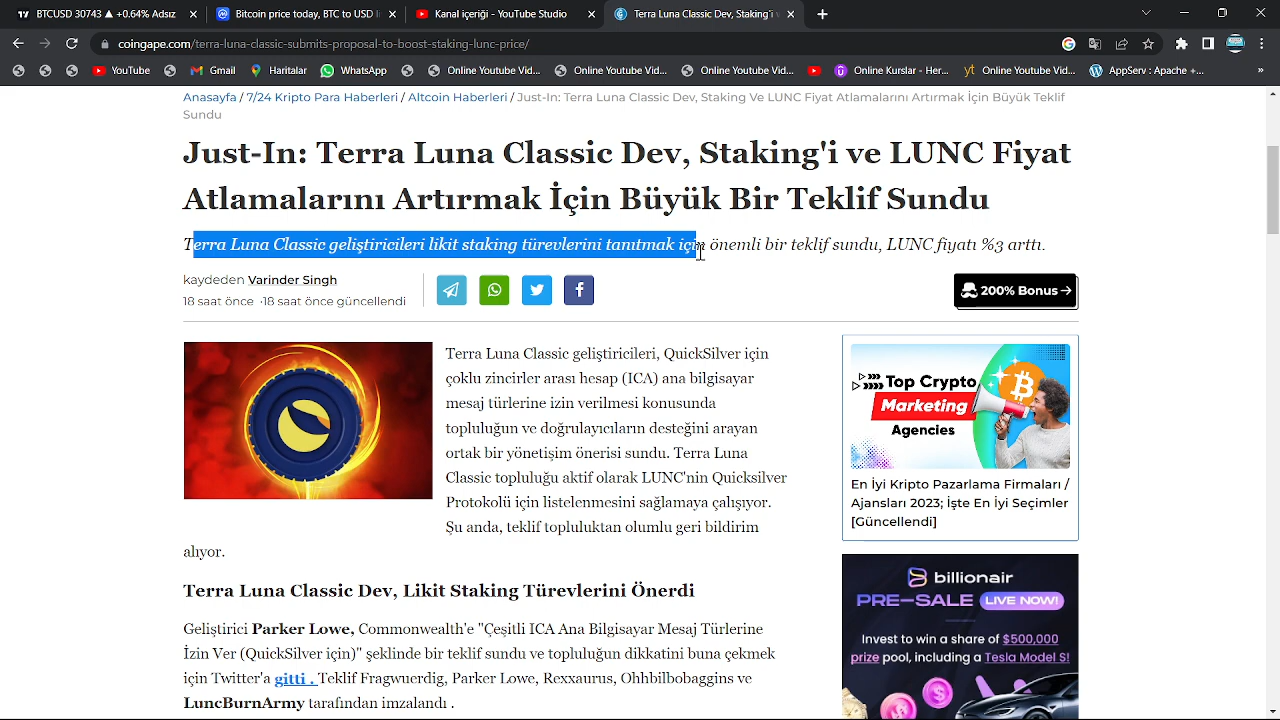 BTCUSD 30743 ▲ +0.64% Adsız
Bitcoin price today, BTC to USD
Kanal içeriği - YouTube Studio
Terra Luna Classic Dev, Staking'i
coingape.com/terra-luna-classic-submits-proposal-to-boost-staking-lunc-price/
YouTube
Gmail
Haritalar
WhatsApp
Online Youtube Vid...
Online Youtube Vid...
Online Youtube Vid...
Online Kurslar - Her...
yt Online Youtube Vid...
AppServ : Apache +...
»
Anasayfa / 7/24 Kripto Para Haberleri / Altcoin Haberleri / Just-In: Terra Luna Classic Dev, Staking Ve LUNC Fiyat Atlamalarını Artırmak İçin Büyük Teklif
Sundu
Just-In: Terra Luna Classic Dev, Staking'i ve LUNC Fiyat
Atlamalarını Artırmak İçin Büyük Bir Teklif Sundu
Terra Luna Classic geliştiricileri likit staking türevlerini tanıtmak için önemli bir teklif sundu, LUNC fiyatı %3 arttı.
kaydeden Varinder Singh
18 saat önce ·18 saat önce güncellendi
200% Bonus→
Terra Luna Classic geliştiricileri, QuickSilver için
çoklu zincirler arası hesap (ICA) ana bilgisayar
mesaj türlerine izin verilmesi konusunda
topluluğun ve doğrulayıcıların desteğini arayan
ortak bir yönetişim önerisi sundu. Terra Luna
Classic topluluğu aktif olarak LUNC'nin Quicksilver
Protokolü için listelenmesini sağlamaya çalışıyor.
Şu anda, teklif topluluktan olumlu geri bildirim
alıyor.
Terra Luna Classic Dev, Likit Staking Türevlerini Önerdi
Geliştirici Parker Lowe, Commonwealth'e "Çeşitli ICA Ana Bilgisayar Mesaj Türlerine
İzin Ver (QuickSilver için)" şeklinde bir teklif sundu ve topluluğun dikkatini buna çekmek
için Twitter'a gitti . Teklif Fragwuerdig, Parker Lowe, Rexxaurus, Ohhbilbobaggins ve
LuncBurnArmy tarafından imzalandı .
Top Crypto
Marketing
Agencies
En İyi Kripto Pazarlama Firmaları /
Ajansları 2023; İşte En İyi Seçimler
[Güncellendi]
billionair
PRE-SALE LIVE NOW!
Invest to win a share of $500,000
prize pool, including a Tesla Model S!